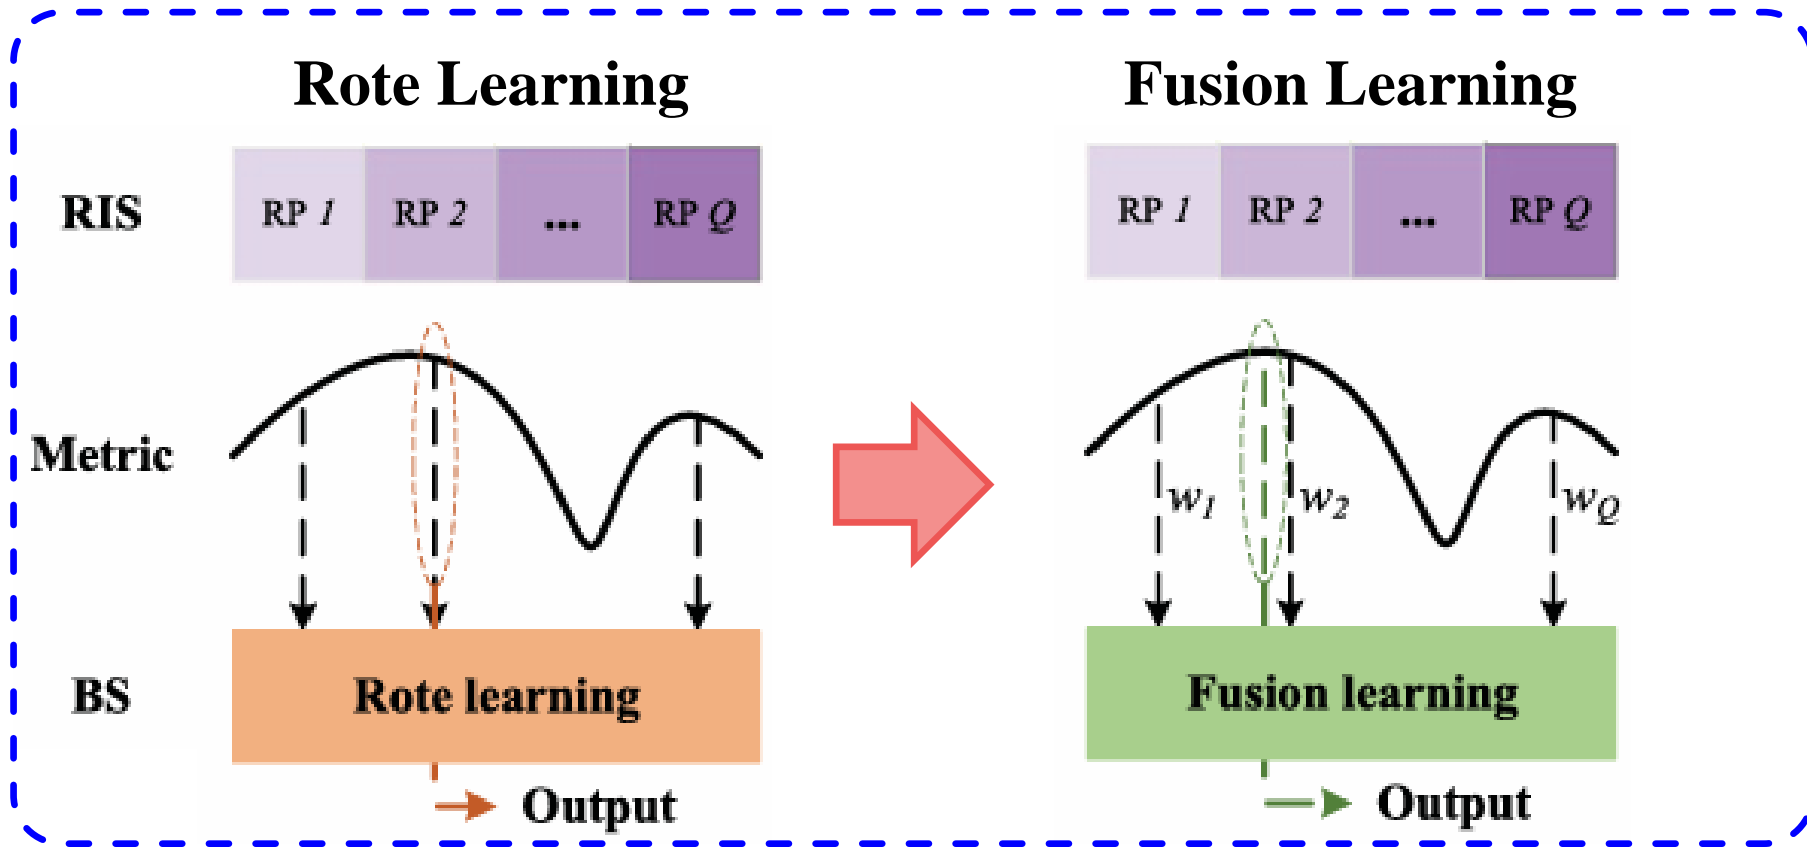 Rote Learning
Fusion Learning
RIS
RP 1 RP 2 ... RP Q
RP 1 RP 2 ... RP Q
Metric
w1 w2 wQ
BS
Rote learning
Fusion learning
Output
Output